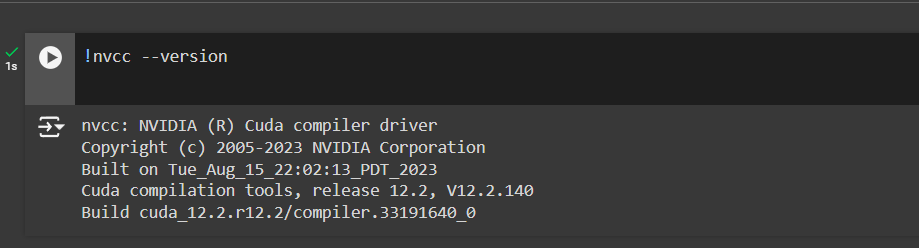 !nvcc --version
1s
nvcc: NVIDIA (R) Cuda compiler driver
Copyright (c) 2005-2023 NVIDIA Corporation
Built on Tue_Aug_15_22:02:13_PDT_2023
Cuda compilation tools, release 12.2, V12.2.140
Build cuda_12.2.r12.2/compiler.33191640_0